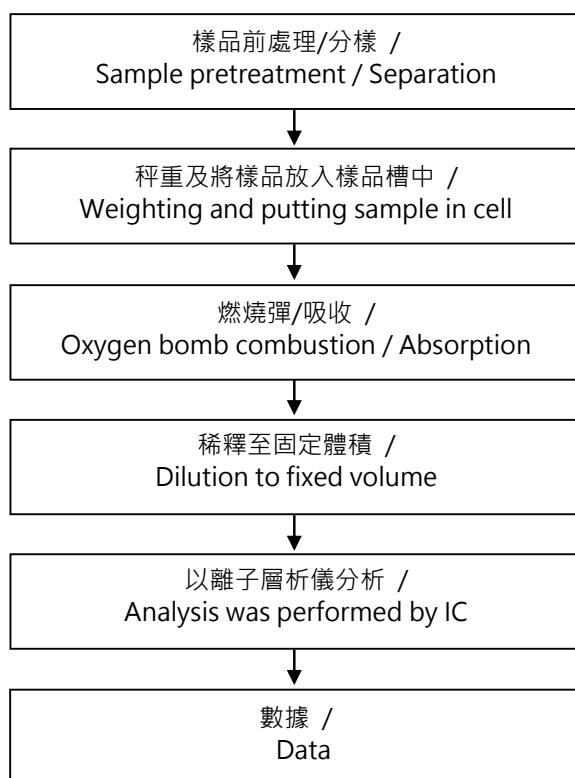 樣品前處理/分樣 /
Sample pretreatment / Separation
秤重及將樣品放入樣品槽中 /
Weighting and putting sample in cell
燃燒彈/吸收 /
Oxygen bomb combustion / Absorption
稀釋至固定體積 /
Dilution to fixed volume
以離子層析儀分析 /
Analysis was performed by IC
數據 /
Data